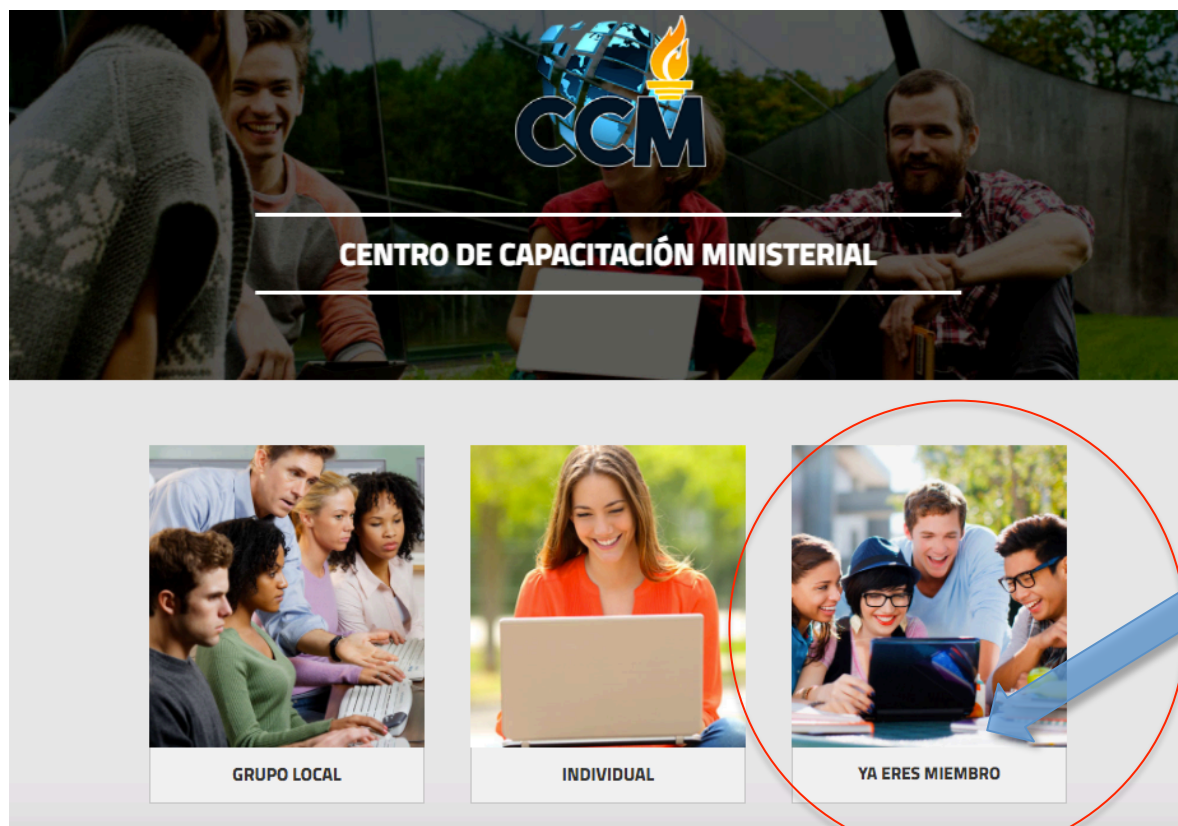 CCM
CENTRO DE CAPACITACIÓN MINISTERIAL
GRUPO LOCAL
INDIVIDUAL
YA ERES MIEMBRO